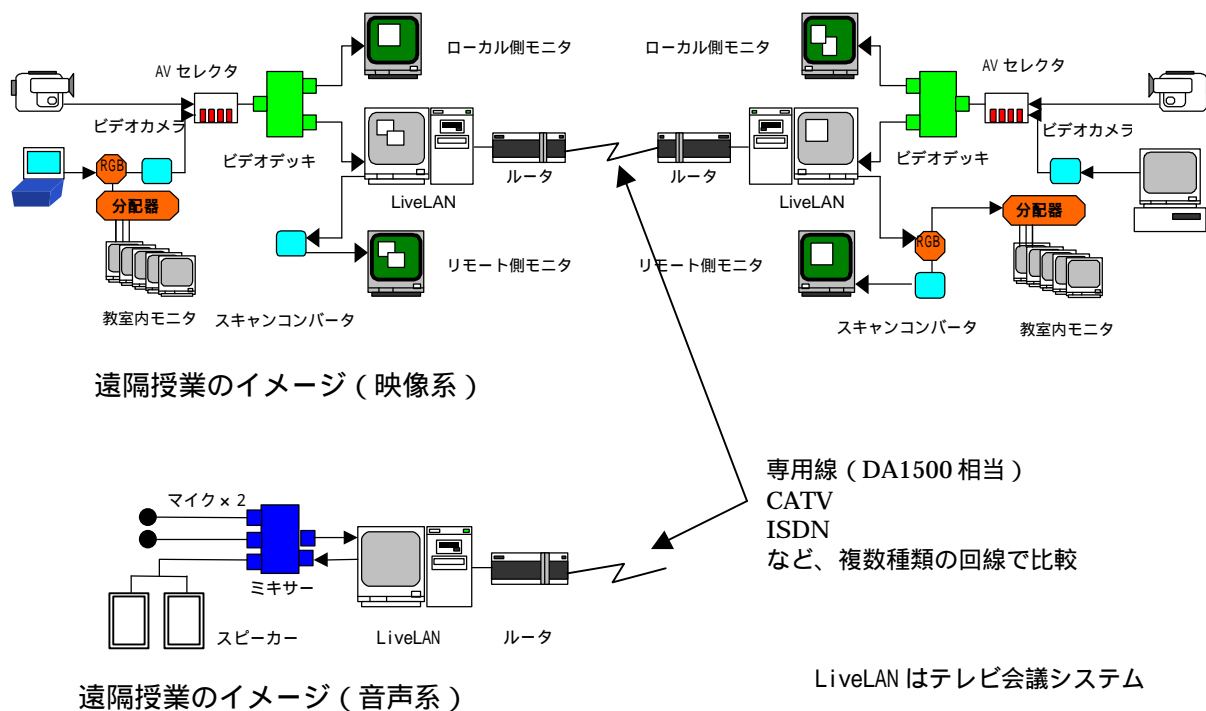 ローカル側モニタ
ローカル側モニタ
AV セレクタ
AV セレクタ
ビデオカメラ
ビデオカメラ
ビデオデッキ
ビデオデッキ
ルータ
ルータ
RGB
LiveLAN
LiveLAN
分配器
分配器
RGB
リモート側モニタ
リモート側モニタ
教室内モニタ
スキャンコンバータ
スキャンコンバータ
教室内モニタ
遠隔授業のイメージ ( 映像系 )
専用線 ( DA1500 相当 )
CATV
ISDN
など、複数種類の回線で比較
マイク × 2
ミキサー
スピーカー
LiveLAN
ルータ
LiveLAN はテレビ会議システム
遠隔授業のイメージ ( 音声系 )